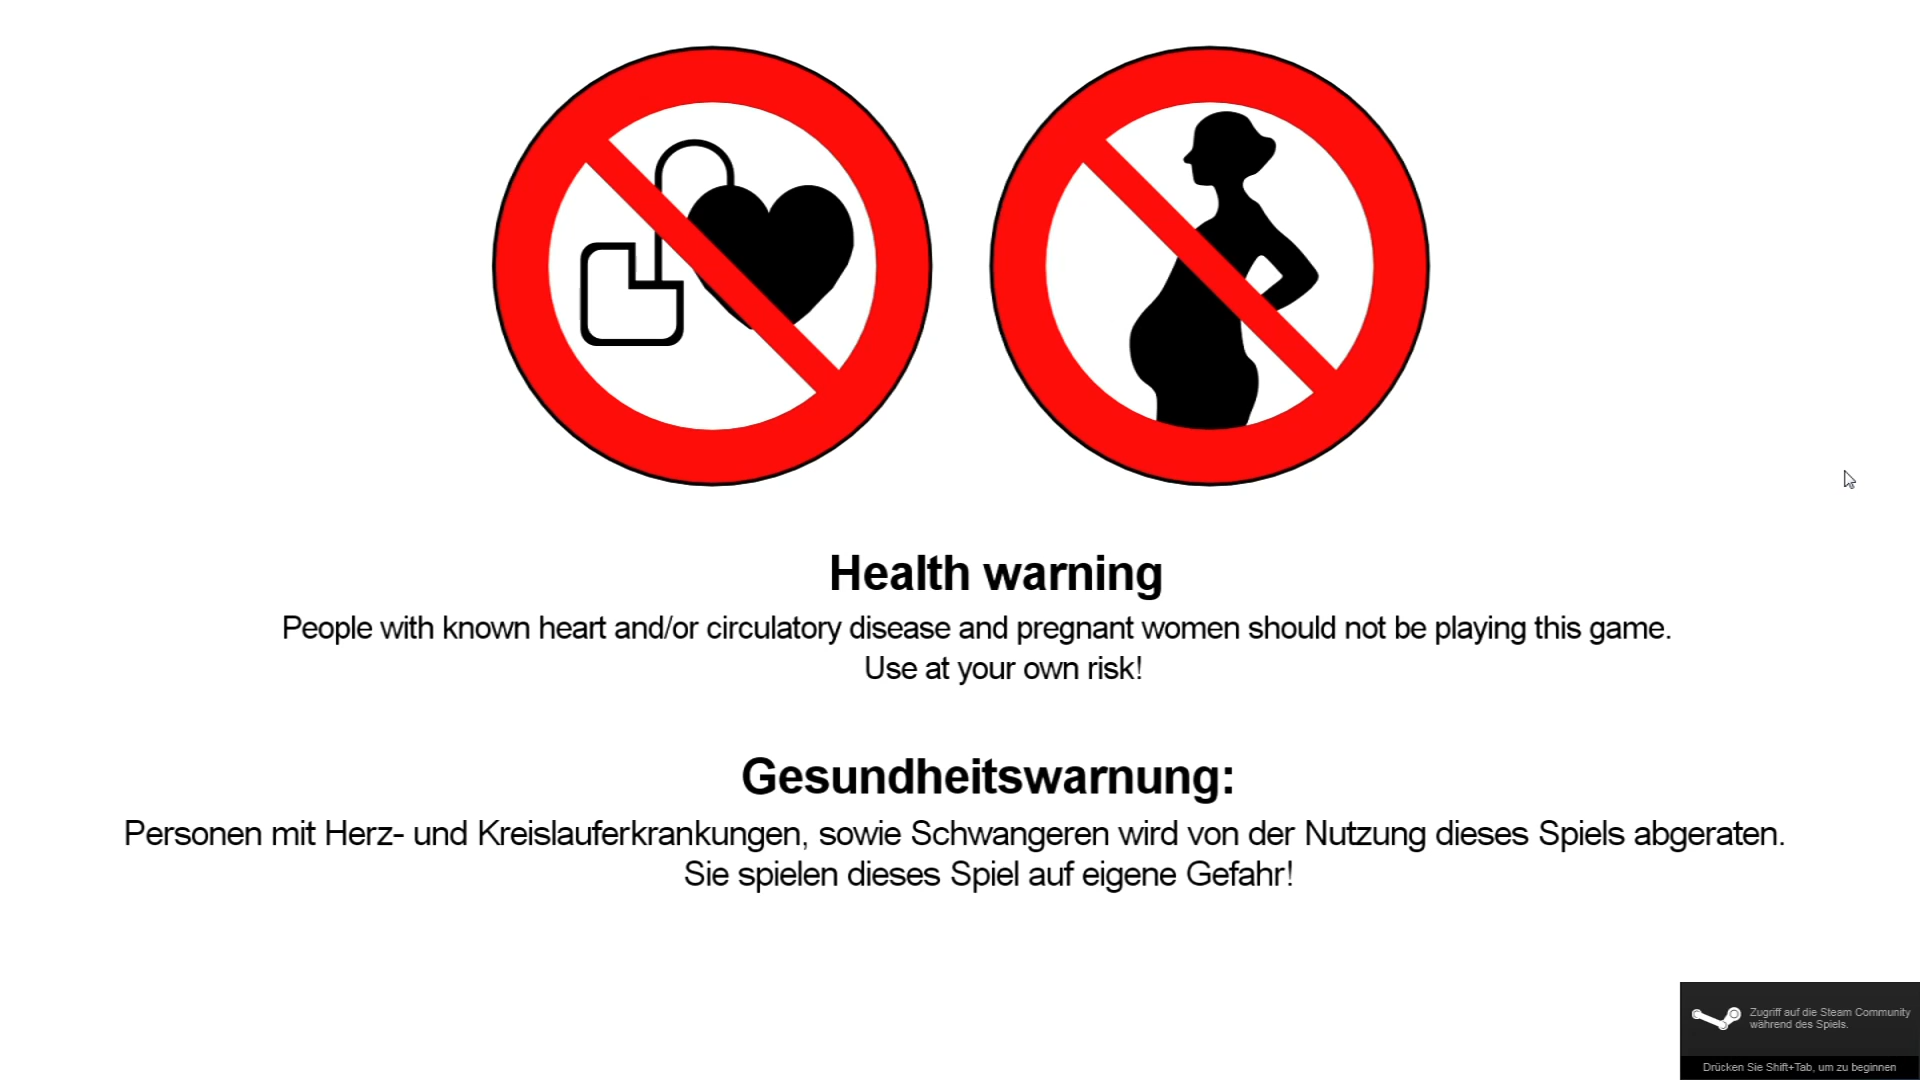 Health warning
People with known heart and/or circulatory disease and pregnant women should not be playing this game.
Use at your own risk!
Gesundheitswarnung:
Personen mit Herz- und Kreislauferkrankungen, sowie Schwangeren wird von der Nutzung dieses Spiels abgeraten.
Sie spielen dieses Spiel auf eigene Gefahr!
Zugriff auf die Steam Community
während des Spiels.
Drücken Sie Shift+Tab, um zu beginnen